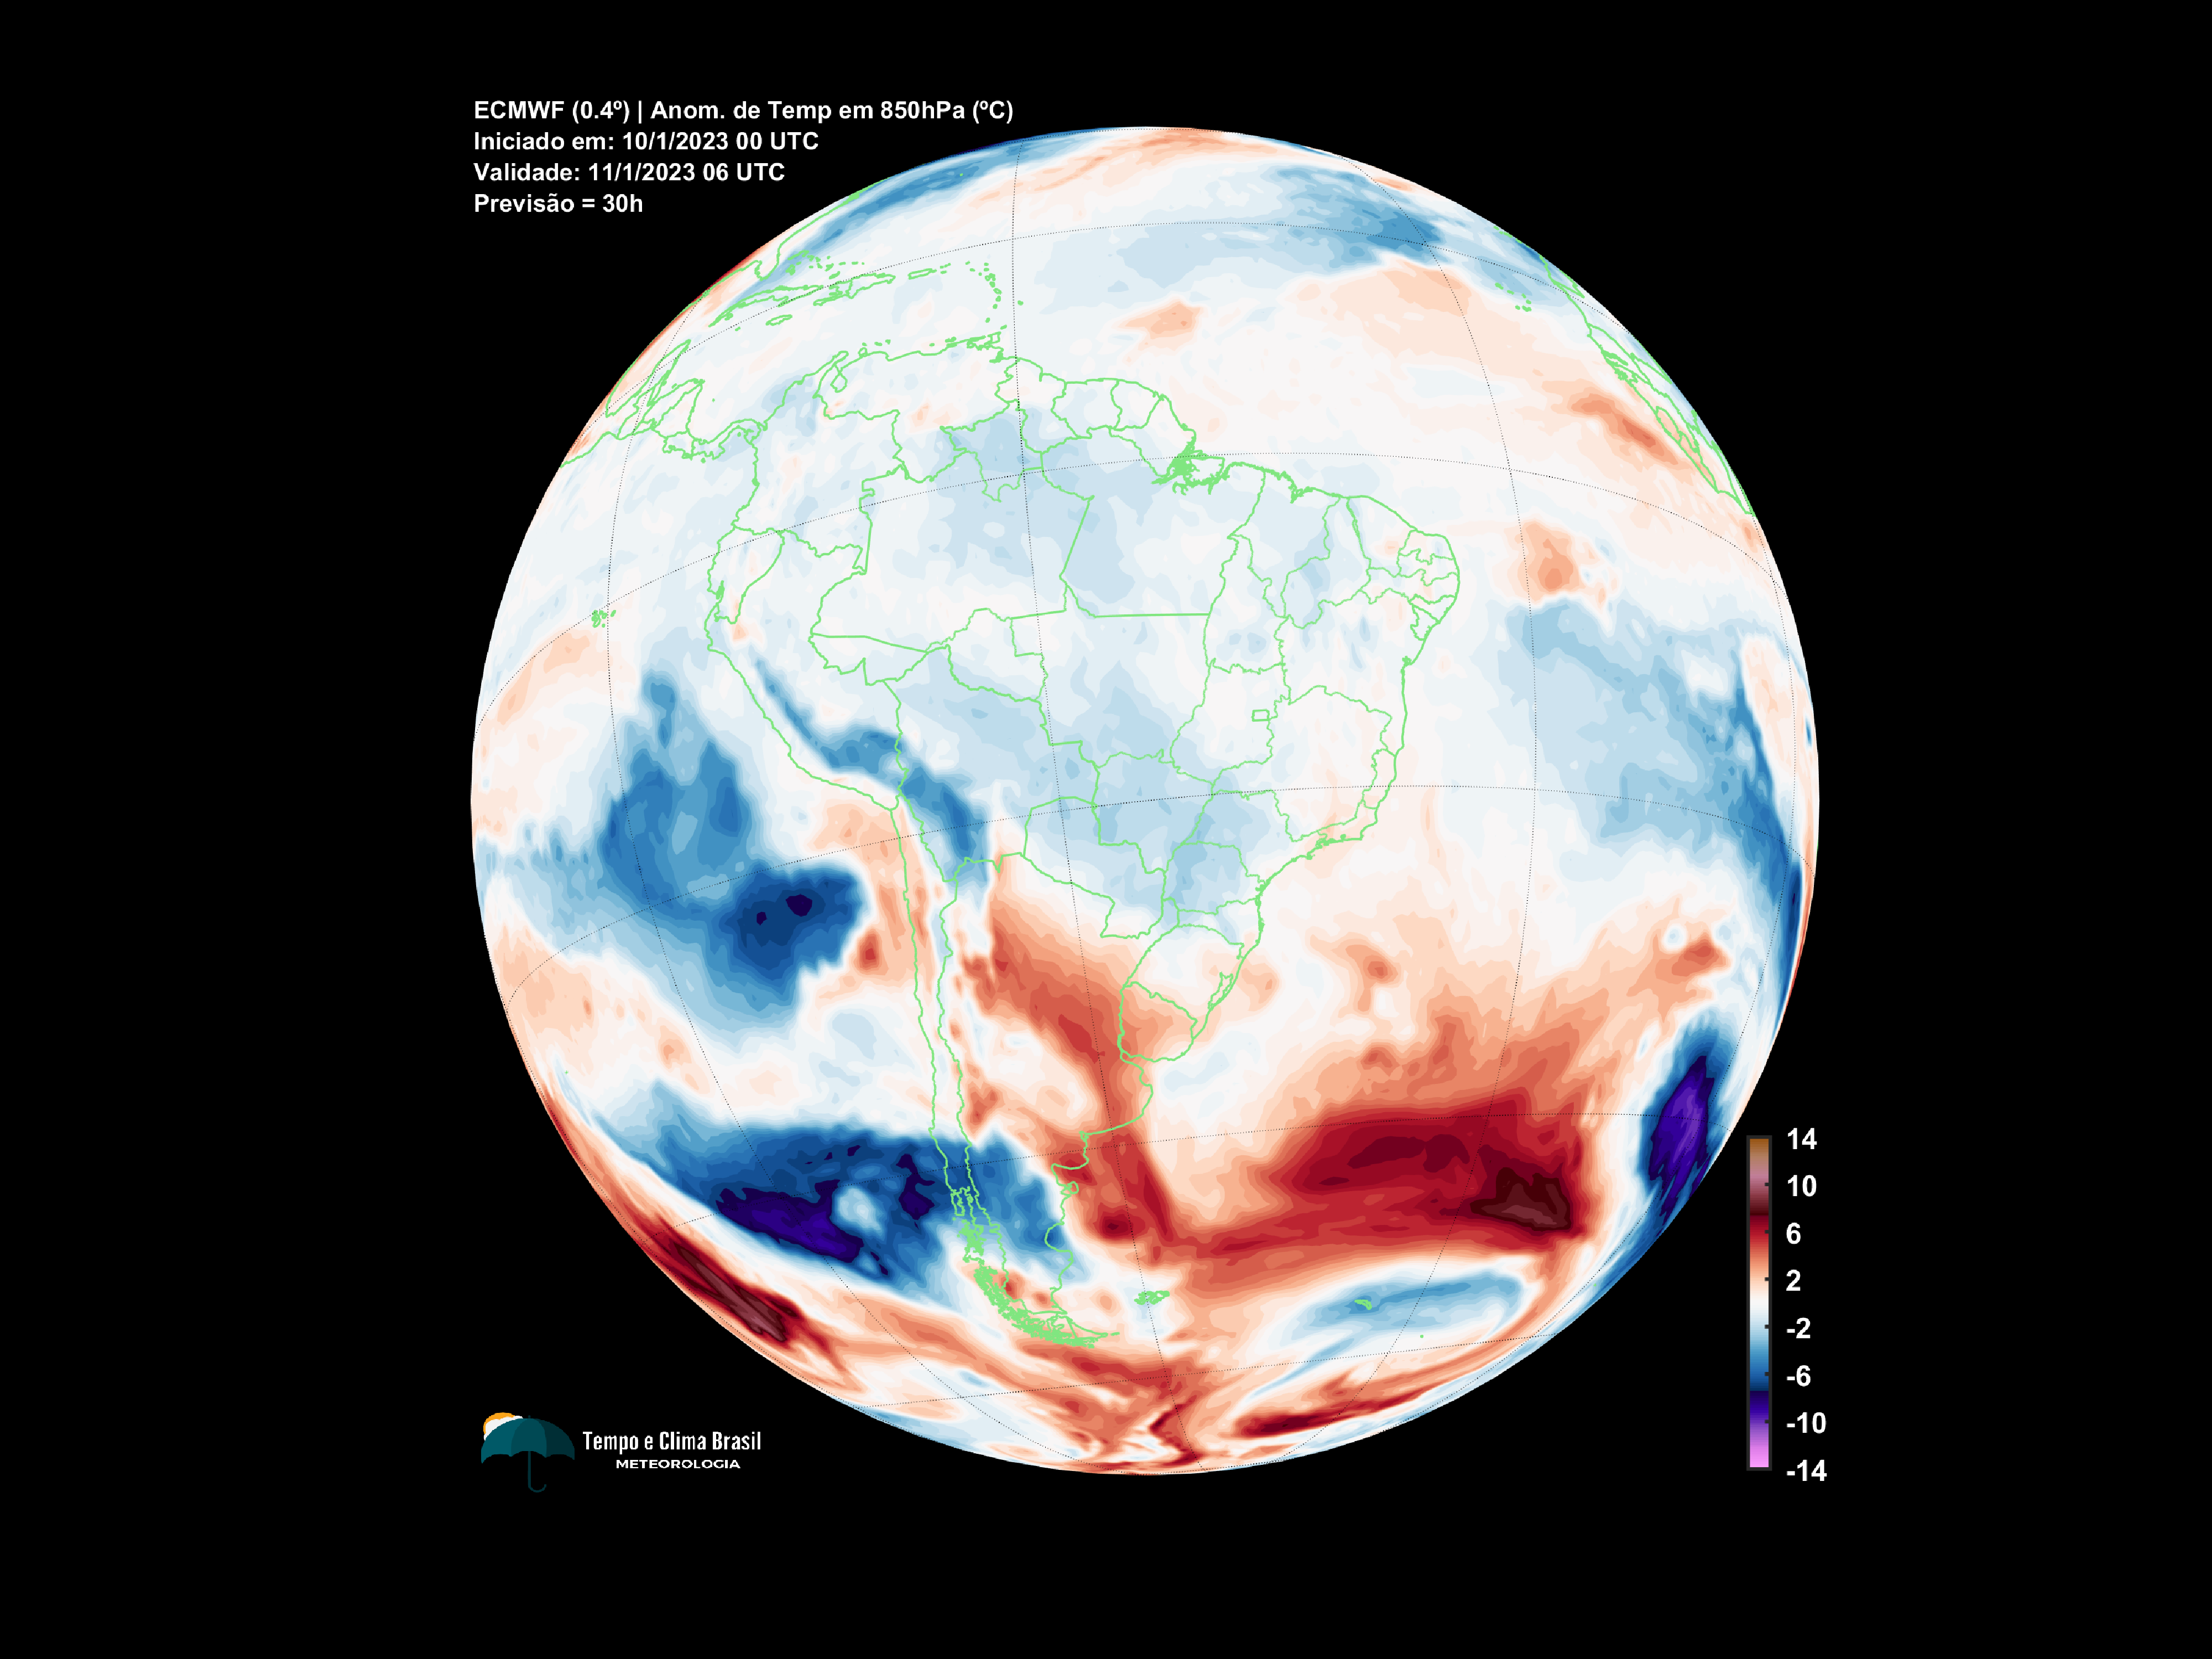 ECMWF (0.4º) | Anom. de Temp em 850hPa (ºC)
Iniciado em: 10/1/2023 00 UTC
Validade: 11/1/2023 06 UTC
Previsão = 30h
14
10
6
2
-2
-6
-10
-14
Tempo e Clima Brasil
METEOROLOGIA